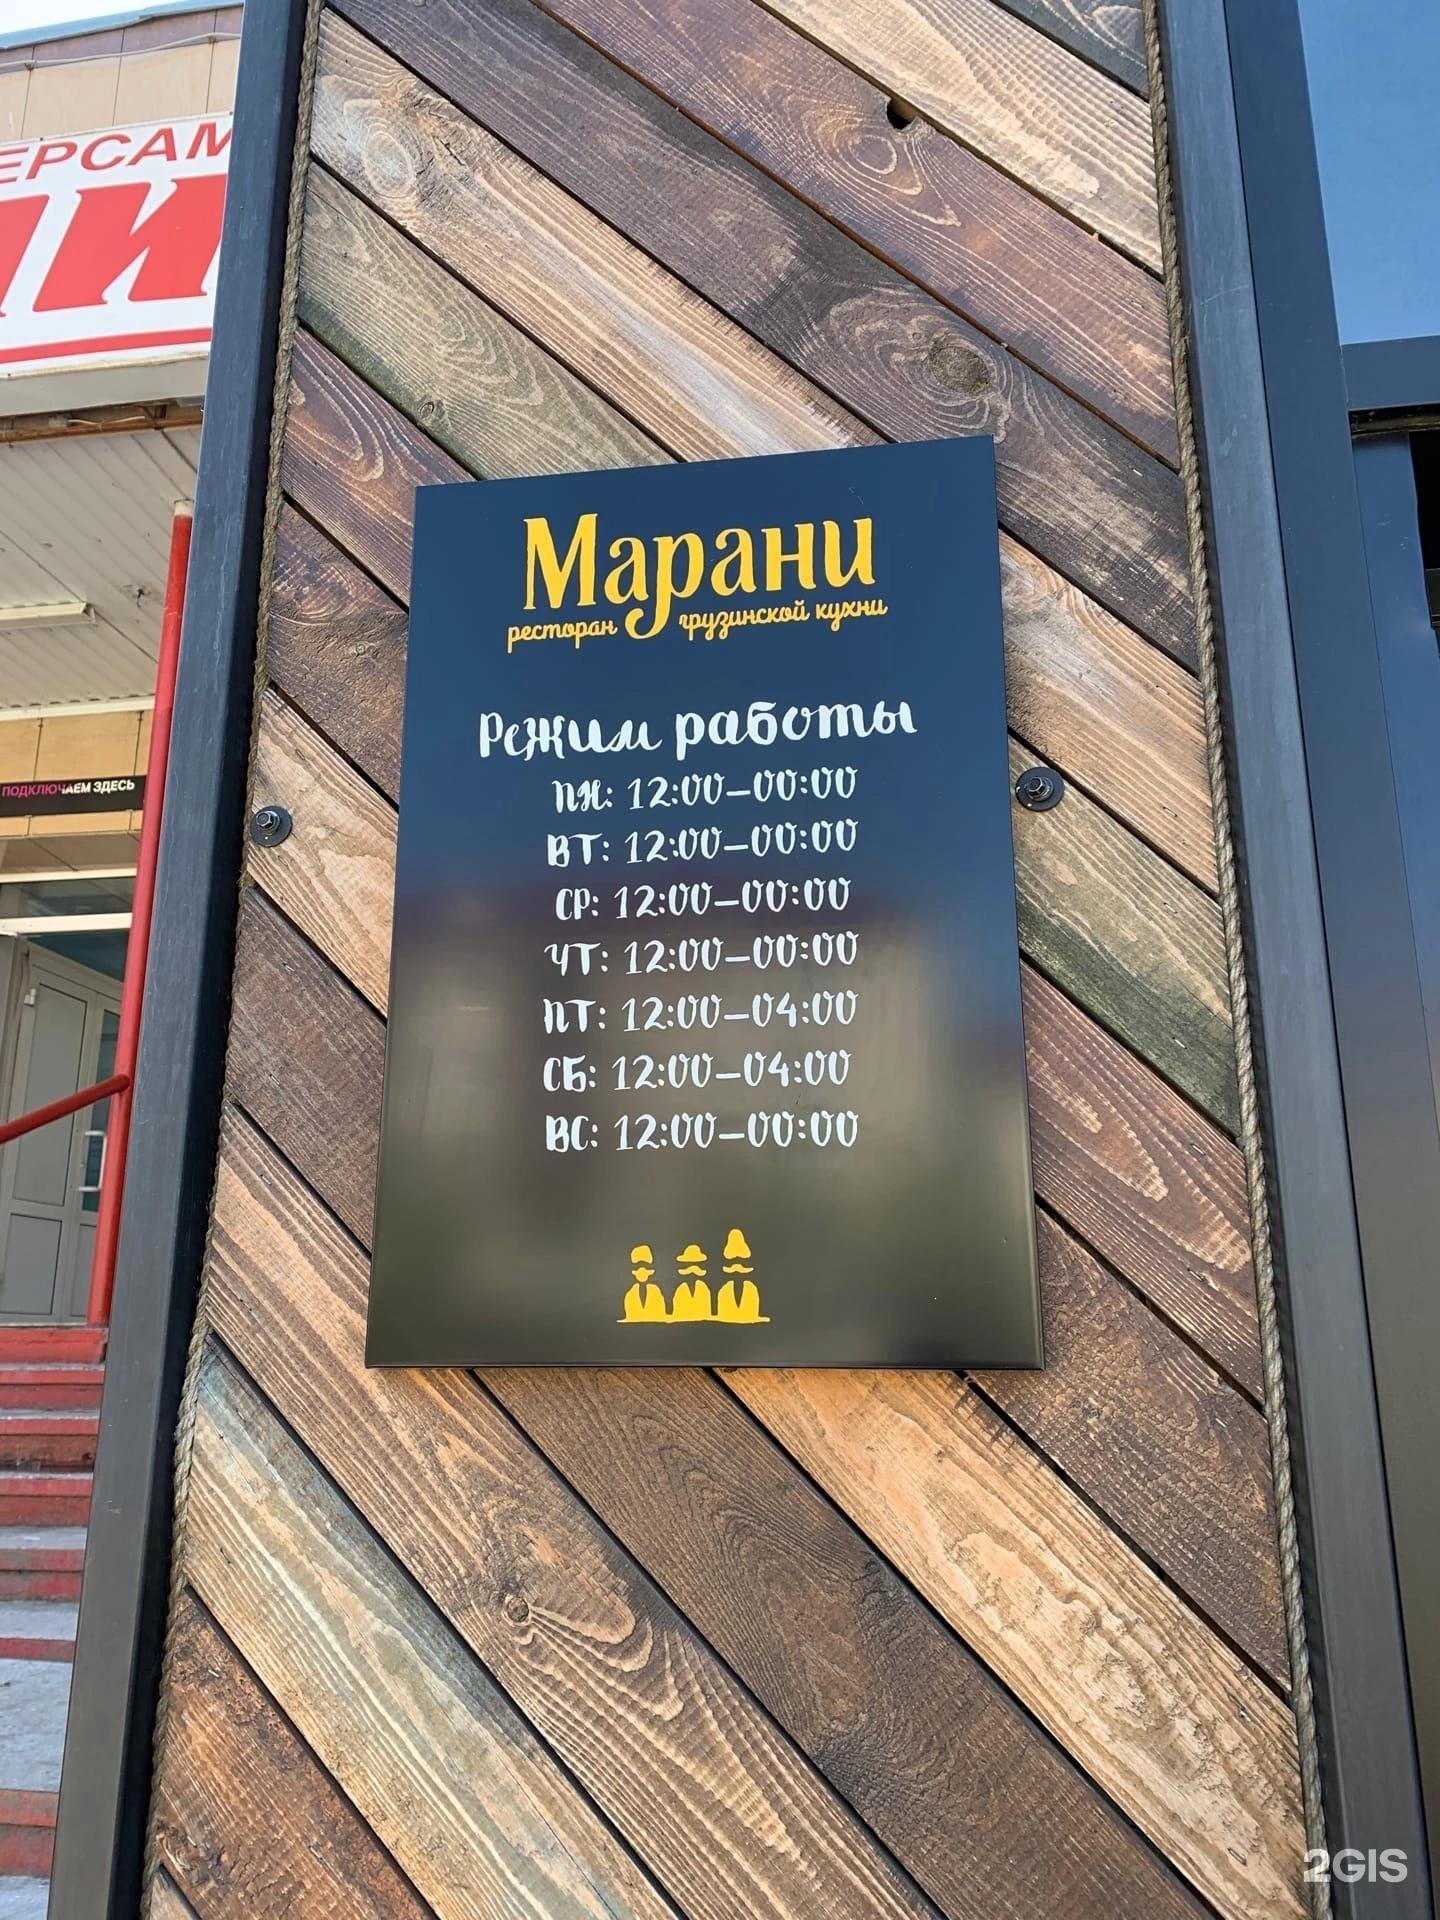 ЕРСАМ
ПОДКЛЮЧАЕМ ЗДЕСЬ
Марани
ресторан грузинской кухни
Режим работы
ПН: 12:00–00:00
ВТ: 12:00–00:00
СР: 12:00–00:00
ЧТ: 12:00–00:00
ПТ: 12:00–04:00
СБ: 12:00–04:00
ВС: 12:00–00:00
2GIS